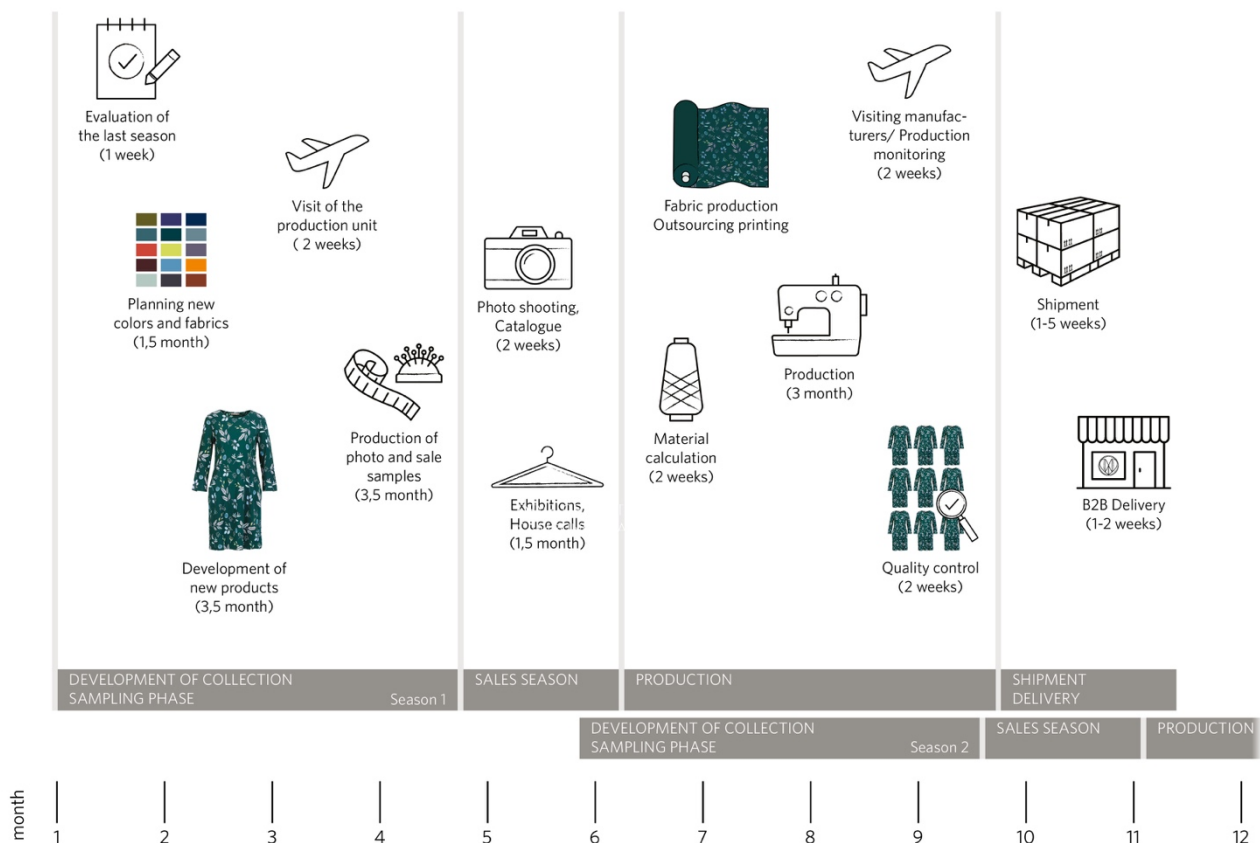 Evaluation of
the last season
(1 week)
Visit of the
production unit
( 2 weeks)
Planning new
colors and fabrics
(1,5 month)
Production of
photo and sale
samples
(3,5 month)
Development of
new products
(3,5 month)
Photo shooting,
Catalogue
(2 weeks)
Exhibitions,
House calls
(1,5 month)
Fabric production
Outsourcing printing
Visiting manufac-
turers/ Production
monitoring
(2 weeks)
Production
(3 month)
Material
calculation
(2 weeks)
Quality control
(2 weeks)
Shipment
(1-5 weeks)
B2B Delivery
(1-2 weeks)
DEVELOPMENT OF COLLECTION
SAMPLING PHASE Season 1
SALES SEASON
PRODUCTION
SHIPMENT
DELIVERY
DEVELOPMENT OF COLLECTION
SAMPLING PHASE Season 2
SALES SEASON
PRODUCTION
month
1 2 3 4 5 6 7 8 9 10 11 12